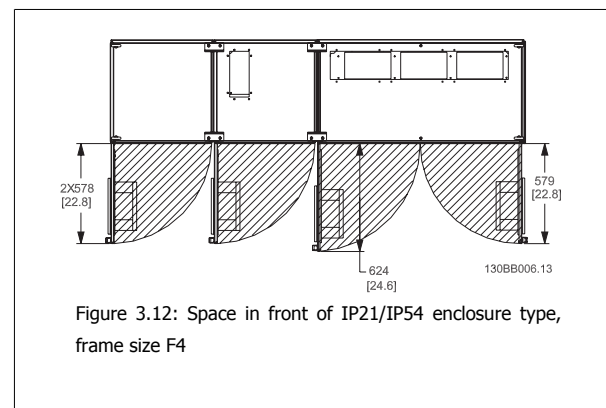 2X578
[22.8]
579
[22.8]
624
[24.6]
130BB006.13
Figure 3.12: Space in front of IP21/IP54 enclosure type,
frame size F4